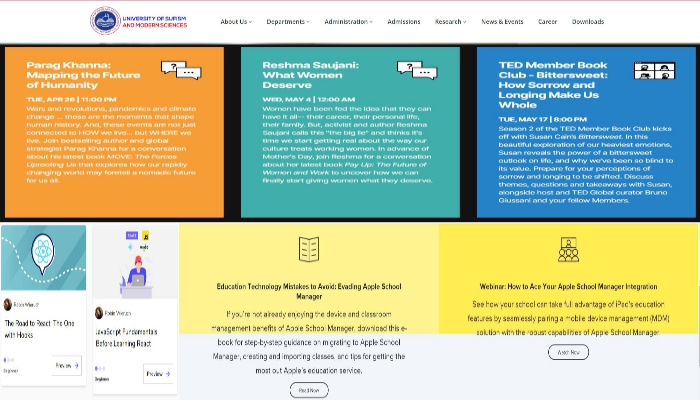 UNIVERSITY OF SUFISM
AND MODERN SCIENCES
About Us
Departments
Administration
Admissions
Research
News & Events
Career
Downloads
Parag Khanna:
Mapping the Future
of Humanity
TUE, APR 26 | 11:00 PM
Wars and revolutions, pandemics and climate
change ... these are the moments that shape
human history. And, these events are not just
connected to HOW we live... but WHERE we
live. Join bestselling author and global
strategist Parag Khanna for a conversation
about his latest book MOVE: The Forces
Uprooting Us that explores how our rapidly
changing world may foretell a nomadic future
for us all.
Reshma Saujani:
What Women
Deserve
WED, MAY 4 | 12:00 AM
Women have been fed the idea that they can
have it all-- their career, their personal life,
their family. But, activist and author Reshma
Saujani calls this "the big lie" and thinks it's
time we start getting real about the way our
culture treats working women. In advance of
Mother's Day, join Reshma for a conversation
about her latest book Pay Up: The Future of
Women and Work to uncover how we can
finally start giving women what they deserve.
TED Member Book
Club - Bittersweet:
How Sorrow and
Longing Make Us
Whole
TUE, MAY 17 | 8:00 PM
Season 2 of the TED Member Book Club kicks
off with Susan Cain's Bittersweet. In this
beautiful exploration of our heaviest emotions,
Susan reveals the power of a bittersweet
outlook on life, and why we've been so blind to
its value. Prepare for your perceptions of
sorrow and longing to be shifted. Discuss
themes, questions and takeaways with Susan,
alongside host and TED Global curator Bruno
Giussani and your fellow Members.
Robin Wieruch
The Road to React: The One
with Hooks
Beginner
Preview
Robin Wieruch
JavaScript Fundamentals
Before Learning React
Beginner
Preview
Education Technology Mistakes to Avoid: Evading Apple School
Manager
If you're not already enjoying the device and classroom
management benefits of Apple School Manager, download this e-
book for step-by-step guidance on migrating to Apple School
Manager, creating and importing classes, and tips for getting the
most out Apple's education service.
Read Now
Webinar: How to Ace Your Apple School Manager Integration
See how your school can take full advantage of iPad's education
features by seamlessly pairing a mobile device management (MDM)
solution with the robust capabilities of Apple School Manager.
Watch Now